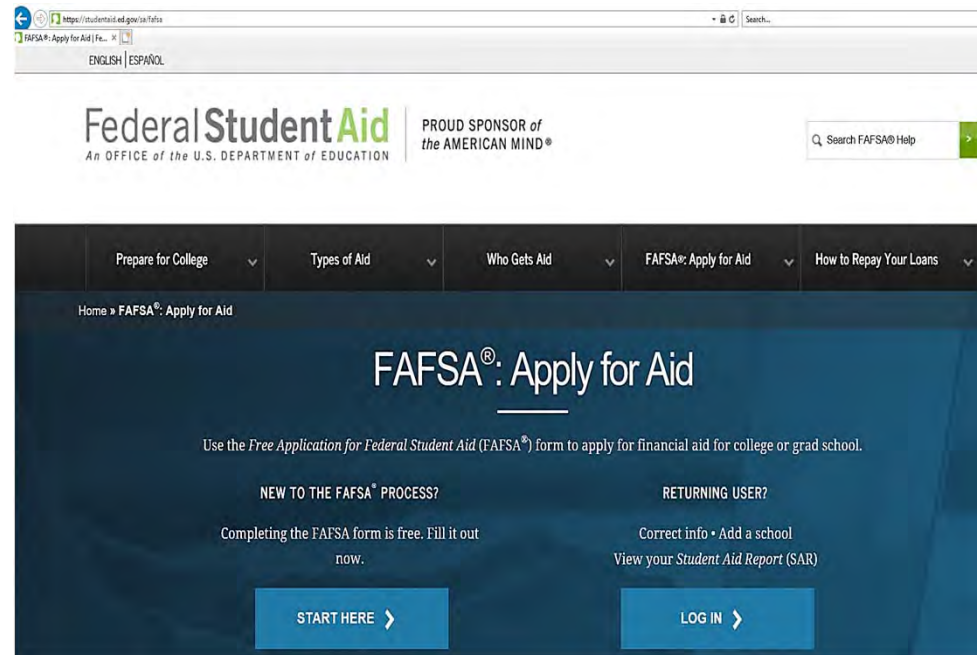 https://studentaid.ed.gov/sa/fafsa
Search...
FAFSA®: Apply for Aid | Fe...
ENGLISH | ESPAÑOL
Federal Student Aid
An OFFICE of the U.S. DEPARTMENT of EDUCATION
PROUD SPONSOR of
the AMERICAN MIND®
Search FAFSA® Help
Prepare for College
Types of Aid
Who Gets Aid
FAFSA®: Apply for Aid
How to Repay Your Loans
Home » FAFSA®: Apply for Aid
FAFSA®: Apply for Aid
Use the Free Application for Federal Student Aid (FAFSA®) form to apply for financial aid for college or grad school.
NEW TO THE FAFSA® PROCESS?
Completing the FAFSA form is free. Fill it out
now.
START HERE ❯
RETURNING USER?
Correct info • Add a school
View your Student Aid Report (SAR)
LOG IN ❯